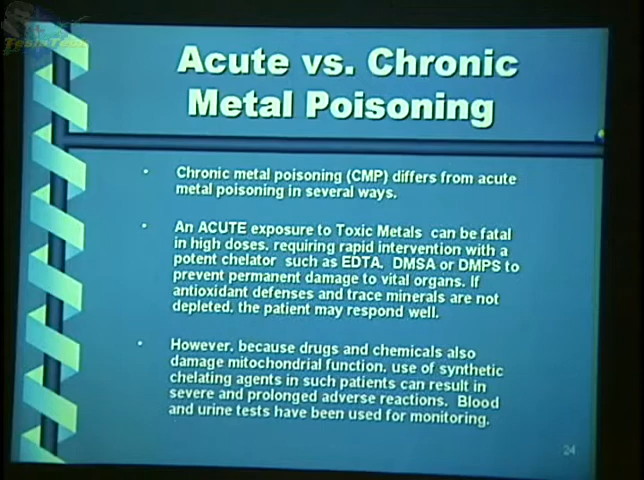 Acute vs. Chronic
Metal Poisoning
• Chronic metal poisoning (CMP) differs from acute
metal poisoning in several ways.
• An ACUTE exposure to Toxic Metals can be fatal
in high doses, requiring rapid intervention with a
potent chelator such as EDTA, DMSA or DMPS to
prevent permanent damage to vital organs. If
antioxidant defenses and trace minerals are not
depleted, the patient may respond well.
• However, because drugs and chemicals also
damage mitochondrial function, use of synthetic
chelating agents in such patients can result in
severe and prolonged adverse reactions. Blood
and urine tests have been used for monitoring.
24